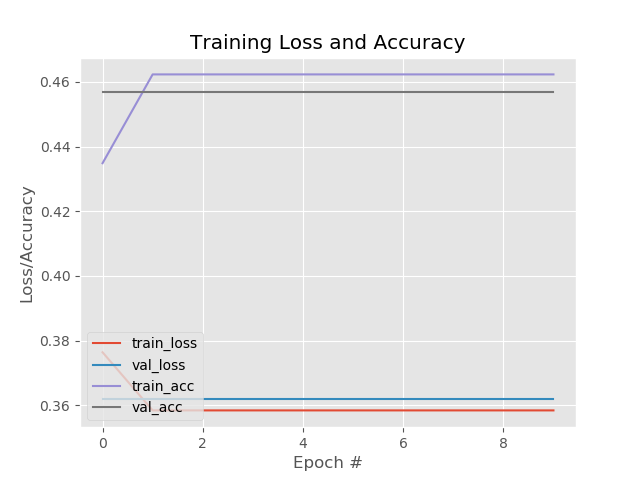 Training Loss and Accuracy
0.46
0.44
0.42
0.40
0.38
0.36
Loss/Accuracy
train_loss
val_loss
train_acc
val_acc
0 2 4 6 8
Epoch #